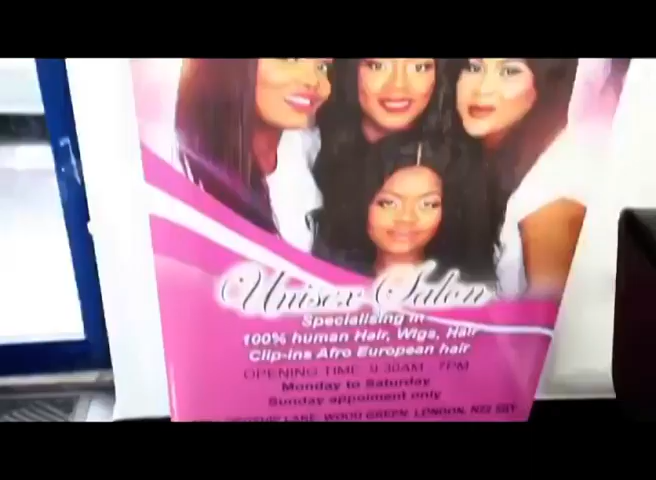 Unisex Salon
Specialising in
100% human Hair, Wigs, Hair
Clip-ins Afro European hair
OPENING TIME 9.30AM - 7PM
Monday to Saturday
Sunday appoiment only
LANE, WOOD GREEN, LONDON, N22